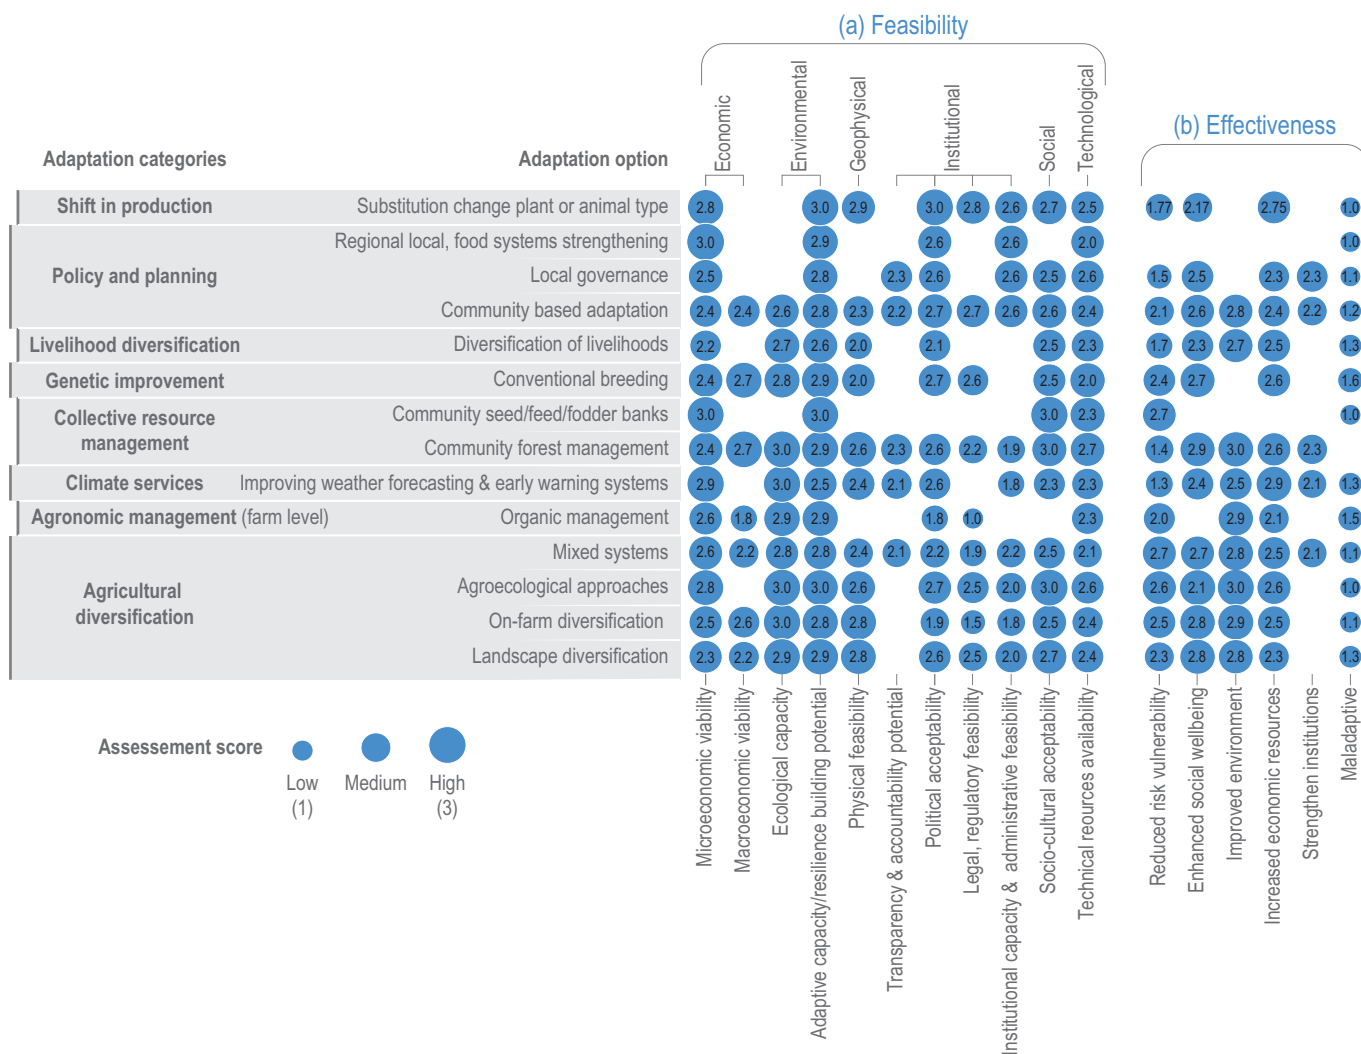 (a) Feasibility
Economic
Environmental
Geophysical
Institutional
Social
Technological
(b) Effectiveness
Adaptation categories
Adaptation option
Shift in production Substitution change plant or animal type 2.8 3.0 2.9 3.0 2.8 2.6 2.7 2.5 1.77 2.17 2.75 1.0
Regional local, food systems strengthening 3.0 2.9 2.6 2.6 2.0 1.0
Policy and planning Local governance 2.5 2.8 2.3 2.6 2.6 2.5 2.6 1.5 2.5 2.3 2.3 1.1
Community based adaptation 2.4 2.4 2.6 2.8 2.3 2.2 2.7 2.7 2.6 2.6 2.4 2.1 2.6 2.8 2.4 2.2 1.2
Livelihood diversification Diversification of livelihoods 2.2 2.7 2.6 2.0 2.1 2.5 2.3 1.7 2.3 2.7 2.5 1.3
Genetic improvement Conventional breeding 2.4 2.7 2.8 2.9 2.0 2.7 2.6 2.5 2.0 2.4 2.7 2.6 1.6
Collective resource
management
Community seed/feed/fodder banks 3.0 3.0 3.0 2.3 2.7 1.0
Community forest management 2.4 2.7 3.0 2.9 2.6 2.3 2.6 2.2 1.9 3.0 2.7 1.4 2.9 3.0 2.6 2.3
Climate services Improving weather forecasting & early warning systems 2.9 3.0 2.5 2.4 2.1 2.6 1.8 2.3 2.3 1.3 2.4 2.5 2.9 2.1 1.3
Agronomic management (farm level) Organic management 2.6 1.8 2.9 2.9 1.8 1.0 2.3 2.0 2.9 2.1 1.5
Agricultural
diversification
Mixed systems 2.6 2.2 2.8 2.8 2.4 2.1 2.2 1.9 2.2 2.5 2.1 2.7 2.7 2.8 2.5 2.1 1.1
Agroecological approaches 2.8 3.0 3.0 2.6 2.7 2.5 2.0 3.0 2.6 2.6 2.1 3.0 2.6 1.0
On-farm diversification 2.5 2.6 3.0 2.8 2.8 1.9 1.5 1.8 2.5 2.4 2.5 2.8 2.9 2.5 1.1
Landscape diversification 2.3 2.2 2.9 2.9 2.8 2.6 2.5 2.0 2.7 2.4 2.3 2.8 2.8 2.3 1.3
Microeconomic viability
Macroeconomic viability
Ecological capacity
Adaptive capacity/resilience building potential
Physical feasibility
Transparency & accountability potential
Political acceptability
Legal, regulatory feasibility
Institutional capacity & administrative feasibility
Socio-cultural acceptability
Technical resources availability
Reduced risk vulnerability
Enhanced social wellbeing
Improved environment
Increased economic resources
Strengthen institutions
Maladaptive
Assessement score
Low
(1)
Medium
High
(3)